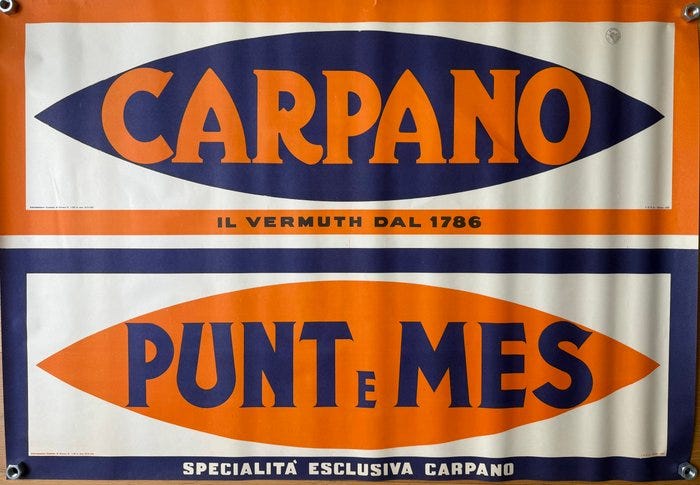 CARPANO
IL VERMUTH DAL 1786
PUNT E MES
SPECIALITÀ ESCLUSIVA CARPANO